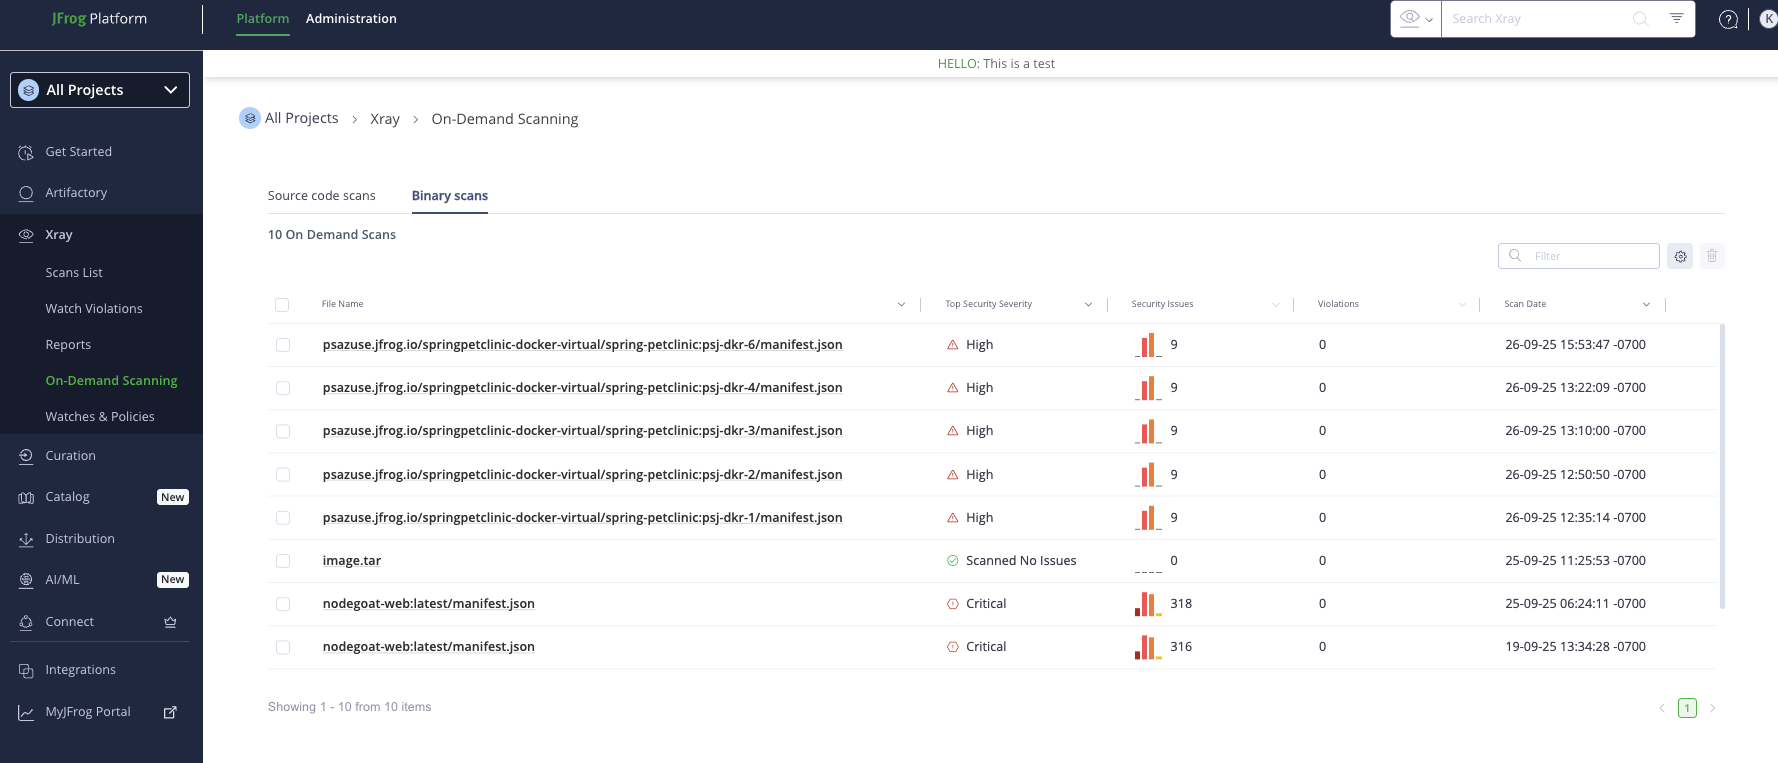 JFrog Platform
Platform Administration
Search Xray
K
HELLO: This is a test
All Projects
All Projects > Xray > On-Demand Scanning
Get Started
Artifactory
Xray
Scans List
Watch Violations
Reports
On-Demand Scanning
Watches & Policies
Curation
Catalog New
Distribution
AI/ML New
Connect
Integrations
MyJFrog Portal
Source code scans Binary scans
10 On Demand Scans
Filter
File Name Top Security Severity Security Issues Violations Scan Date
psazuse.jfrog.io/springpetclinic-docker-virtual/spring-petclinic:psj-dkr-6/manifest.json High 9 0 26-09-25 15:53:47 -0700
psazuse.jfrog.io/springpetclinic-docker-virtual/spring-petclinic:psj-dkr-4/manifest.json High 9 0 26-09-25 13:22:09 -0700
psazuse.jfrog.io/springpetclinic-docker-virtual/spring-petclinic:psj-dkr-3/manifest.json High 9 0 26-09-25 13:10:00 -0700
psazuse.jfrog.io/springpetclinic-docker-virtual/spring-petclinic:psj-dkr-2/manifest.json High 9 0 26-09-25 12:50:50 -0700
psazuse.jfrog.io/springpetclinic-docker-virtual/spring-petclinic:psj-dkr-1/manifest.json High 9 0 26-09-25 12:35:14 -0700
image.tar Scanned No Issues 0 0 25-09-25 11:25:53 -0700
nodegoat-web:latest/manifest.json Critical 318 0 25-09-25 06:24:11 -0700
nodegoat-web:latest/manifest.json Critical 316 0 19-09-25 13:34:28 -0700
Showing 1 - 10 from 10 items
< 1 >